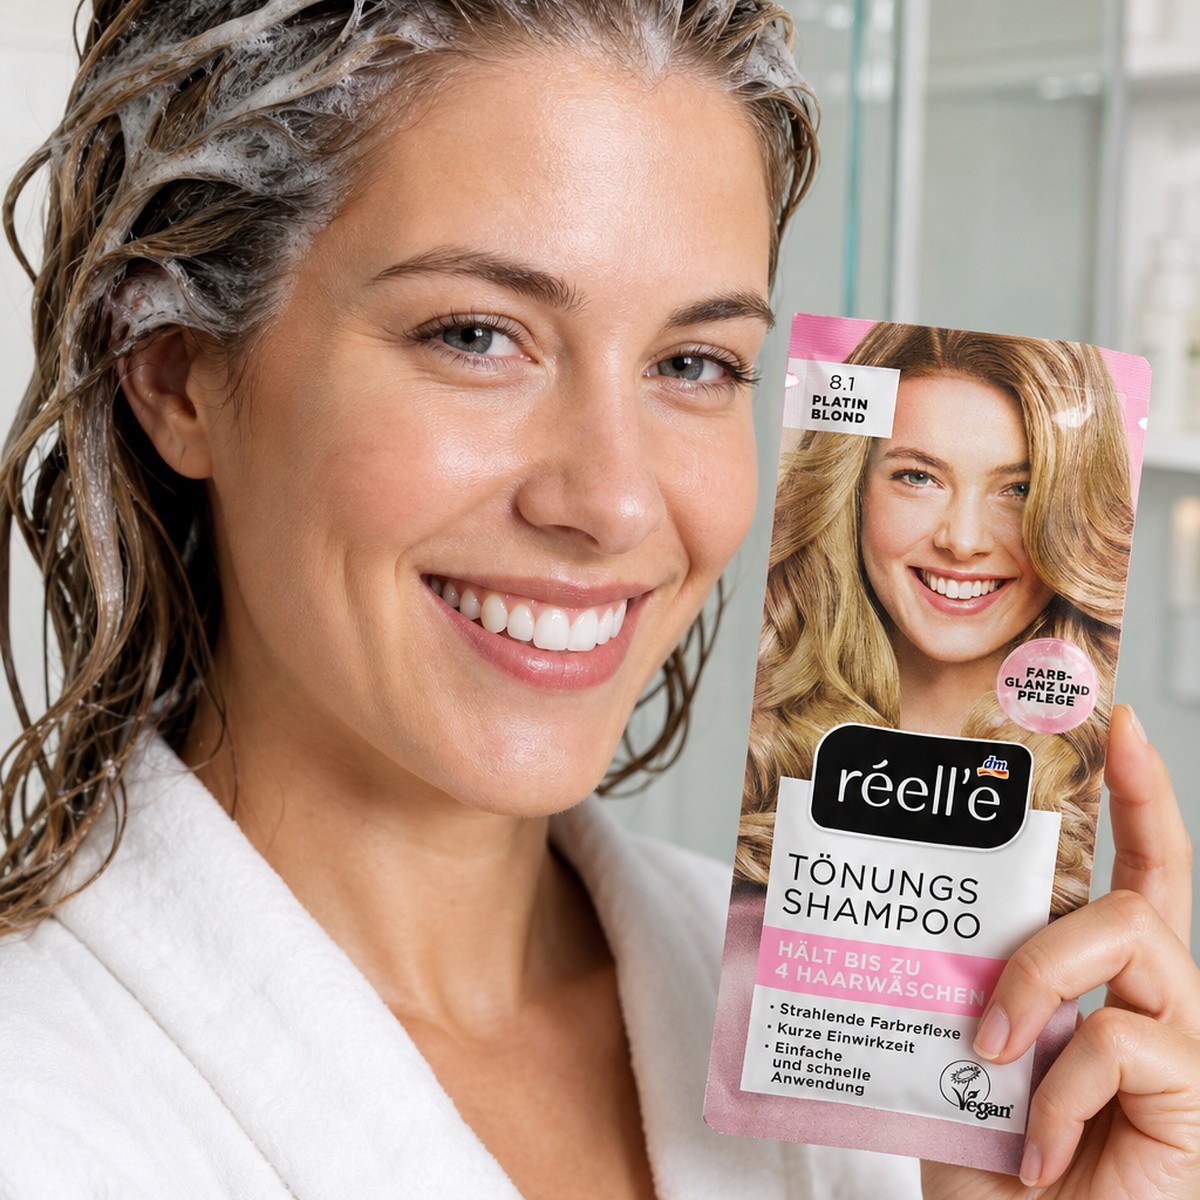 8.1
PLATIN
BLOND
FARB-
GLANZ UND
PFLEGE
dm
réell'e
TÖNUNGS
SHAMPOO
HÄLT BIS ZU
4 HAARWÄSCHEN
· Strahlende Farbreflexe
· Kurze Einwirkzeit
· Einfache
und schnelle
Anwendung
Vegan